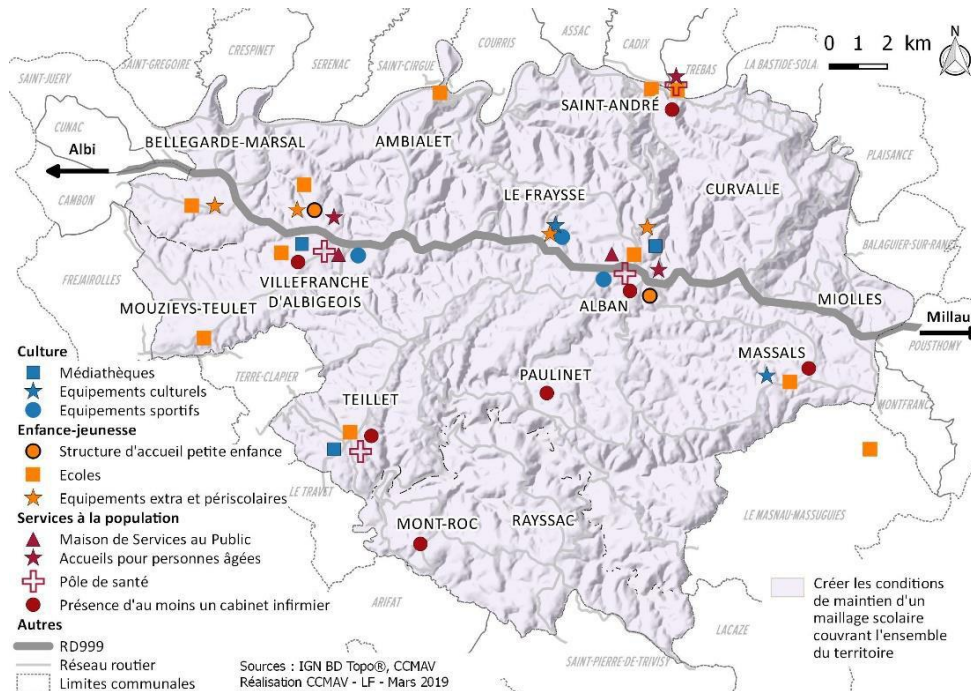 CRESPINET
COURRIS
ASSAC
CADIX
0 1 2 km
N
SAINT-GREGOIRE
SERENAC
SAINT-CIRGUE
TREBAS
LA BASTIDE-SOLA
SAINT-JUERY
SAINT-ANDRÉ
CUNAC
BELLEGARDE-MARSAL
AMBIALET
PLAISANCE
Albi
CAMBON
LE FRAYSSE
CURVALLE
BALAGUIER-SUR-RANCE
FREJAIROLLES
VILLEFRANCHE
D'ALBIGEOIS
MOUZIEYS-TEULET
ALBAN
MIOLLES
Millau
POUSTHOMY
MASSALS
PAULINET
TERRE-CLAPIER
TEILLET
MONTFRANC
LE TRAVET
LE MASNAU-MASSUGUIES
MONT-ROC
RAYSSAC
ARIFAT
LACAZE
SAINT-PIERRE-DE-TRIVISY
Culture
Médiathèques
Equipements culturels
Equipements sportifs
Enfance-jeunesse
Structure d'accueil petite enfance
Ecoles
Equipements extra et périscolaires
Services à la population
Maison de Services au Public
Accueils pour personnes âgées
Pôle de santé
Présence d'au moins un cabinet infirmier
Autres
RD999
Réseau routier
Limites communales
Sources : IGN BD Topo®, CCMAV
Réalisation CCMAV - LF - Mars 2019
Créer les conditions
de maintien d'un
maillage scolaire
couvrant l'ensemble
du territoire